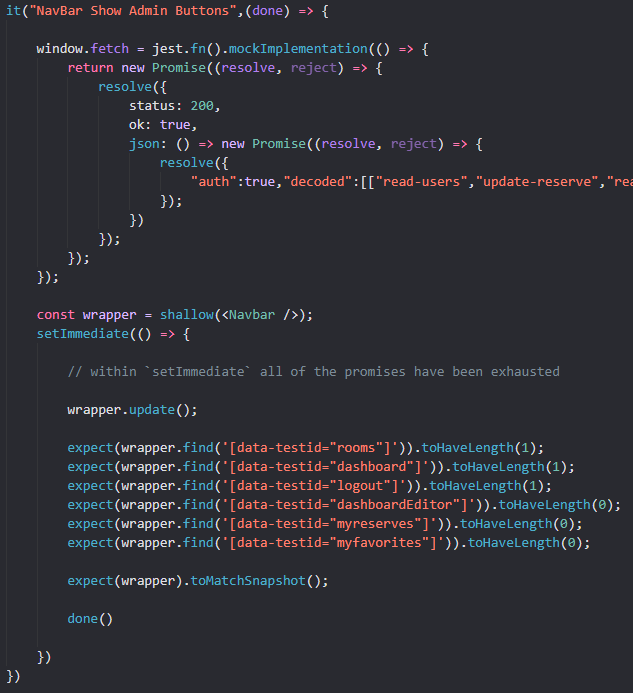 it("NavBar Show Admin Buttons",(done) => {
window.fetch = jest.fn().mockImplementation(() => {
return new Promise((resolve, reject) => {
resolve({
status: 200,
ok: true,
json: () => new Promise((resolve, reject) => {
resolve({
"auth":true,"decoded":[["read-users","update-reserve","rea
});
})
});
});
});
const wrapper = shallow(<Navbar />);
setImmediate(() => {
// within `setImmediate` all of the promises have been exhausted
wrapper.update();
expect(wrapper.find('[data-testid="rooms"]')).toHaveLength(1);
expect(wrapper.find('[data-testid="dashboard"]')).toHaveLength(1);
expect(wrapper.find('[data-testid="logout"]')).toHaveLength(1);
expect(wrapper.find('[data-testid="dashboardEditor"]')).toHaveLength(0);
expect(wrapper.find('[data-testid="myreserves"]')).toHaveLength(0);
expect(wrapper.find('[data-testid="myfavorites"]')).toHaveLength(0);
expect(wrapper).toMatchSnapshot();
done()
})
})